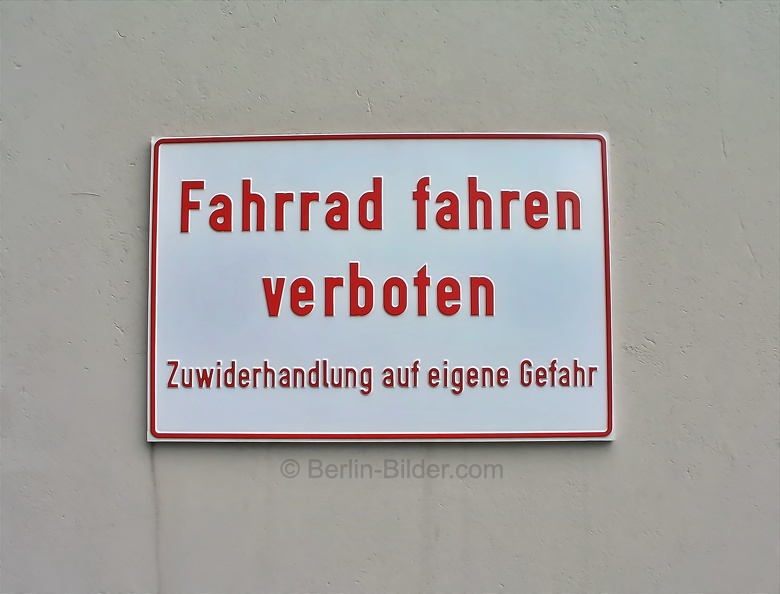 Fahrrad fahren
verboten
Zuwiderhandlung auf eigene Gefahr
© Berlin-Bilder.com